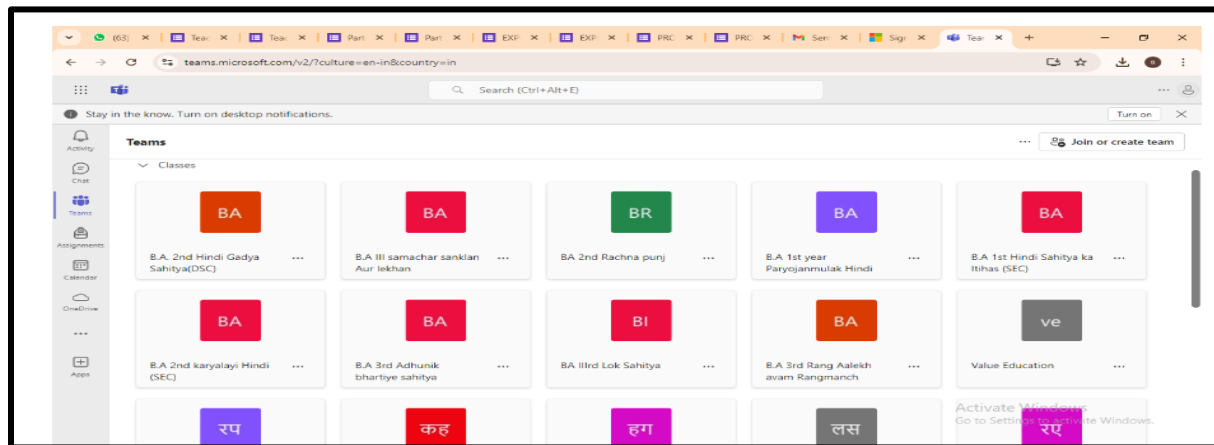 (63)
Teac
Teac
Part
Part
EXP
EXP
PRC
PRC
Sent
Sign
Tear
teams.microsoft.com/v2/?culture=en-in&country=in
Search (Ctrl+Alt+E)
Stay in the know. Turn on desktop notifications.
Turn on
Activity
Chat
Teams
Assignments
Calendar
OneDrive
Apps
Teams
Join or create team
Classes
BA
B.A. 2nd Hindi Gadya
Sahitya(DSC)
BA
B.A III samachar sanklan
Aur lekhan
BR
BA 2nd Rachna punj
BA
B.A 1st year
Paryojanmulak Hindi
BA
B.A 1st Hindi Sahitya ka
Itihas (SEC)
BA
B.A 2nd karyalayi Hindi
(SEC)
BA
B.A 3rd Adhunik
bhartiye sahitya
BI
BA IIIrd Lok Sahitya
BA
B.A 3rd Rang Aalekh
avam Rangmanch
ve
Value Education
रप
कह
हग
लस
रए
Activate Windows
Go to Settings to activate Windows.